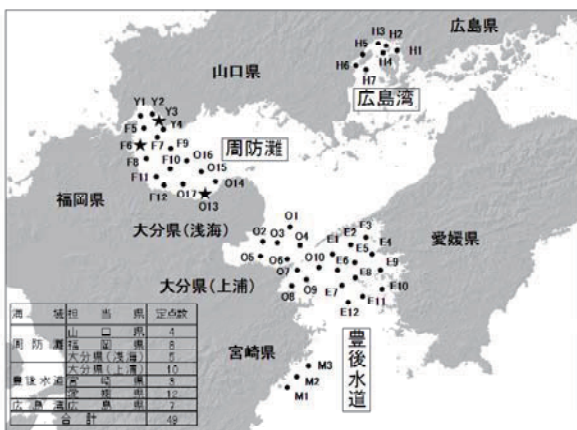 広島県
H3 H2
H5 H4 H1
H6 H7
山口県
広島湾
Y1 Y2
Y3
F5 Y4
F6 F7 F9
周防灘
F8 F10 O16
O15
F11 O14
F12 O17
O13
福岡県
大分県(浅海)
愛媛県
O1
O2 O3 O4
E3
E2
E1 E5 E4
O5 O6
O10 E6 E9
O7 E8
大分県(上浦)
O8 O9 E7 E10
E11
E12
宮崎県
豊後水道
M3
M2
M1
海域 担当県 定点数
周防灘 山口県 4
福岡県 8
大分県(浅海) 5
豊後水道 大分県(上浦) 10
宮崎県 3
愛媛県 12
広島湾 広島県 7
合計 49